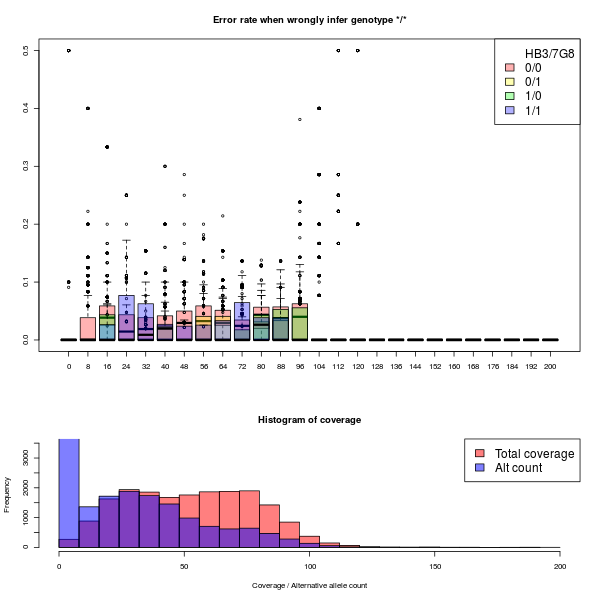 Error rate when wrongly infer genotype */*
HB3/7G8
0/0
0/1
1/0
1/1
0.5
0.4
0.3
0.2
0.1
0.0
0 8 16 24 32 40 48 56 64 72 80 88 96 104 112 120 128 136 144 152 160 168 176 184 192 200
Histogram of coverage
Total coverage
Alt count
Frequency
3000
2000
1000
0
0 50 100 150 200
Coverage / Alternative allele count